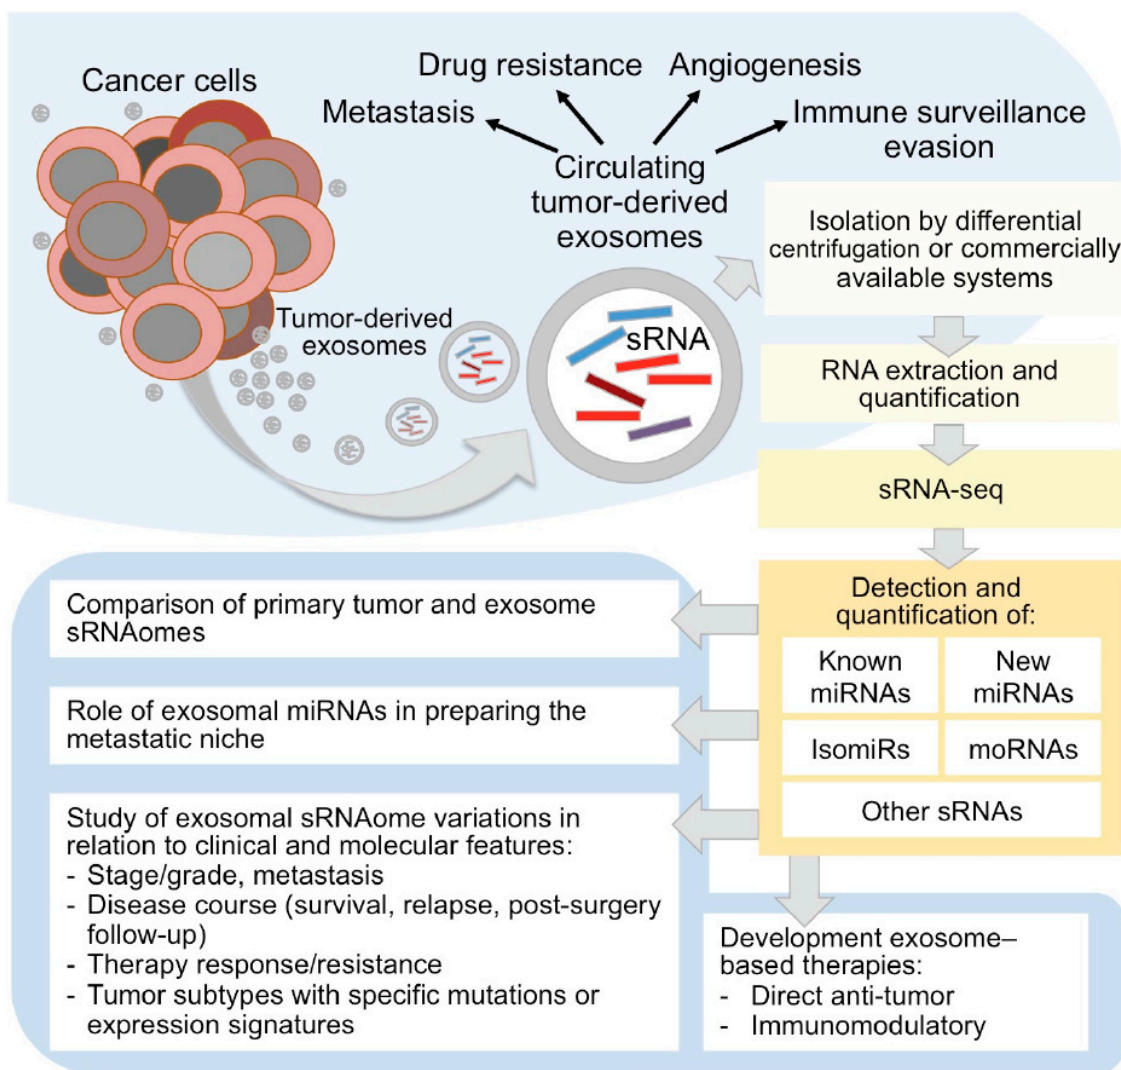 Cancer cells
Drug resistance
Angiogenesis
Metastasis
Immune surveillance
evasion
Circulating
tumor-derived
exosomes
Tumor-derived
exosomes
sRNA
Isolation by differential
centrifugation or commercially
available systems
RNA extraction and
quantification
sRNA-seq
Detection and
quantification of:
Known
miRNAs
New
miRNAs
IsomiRs
moRNAs
Other sRNAs
Comparison of primary tumor and exosome
sRNAomes
Role of exosomal miRNAs in preparing the
metastatic niche
Study of exosomal sRNAome variations in
relation to clinical and molecular features:
- Stage/grade, metastasis
- Disease course (survival, relapse, post-surgery
follow-up)
- Therapy response/resistance
- Tumor subtypes with specific mutations or
expression signatures
Development exosome–
based therapies:
- Direct anti-tumor
- Immunomodulatory